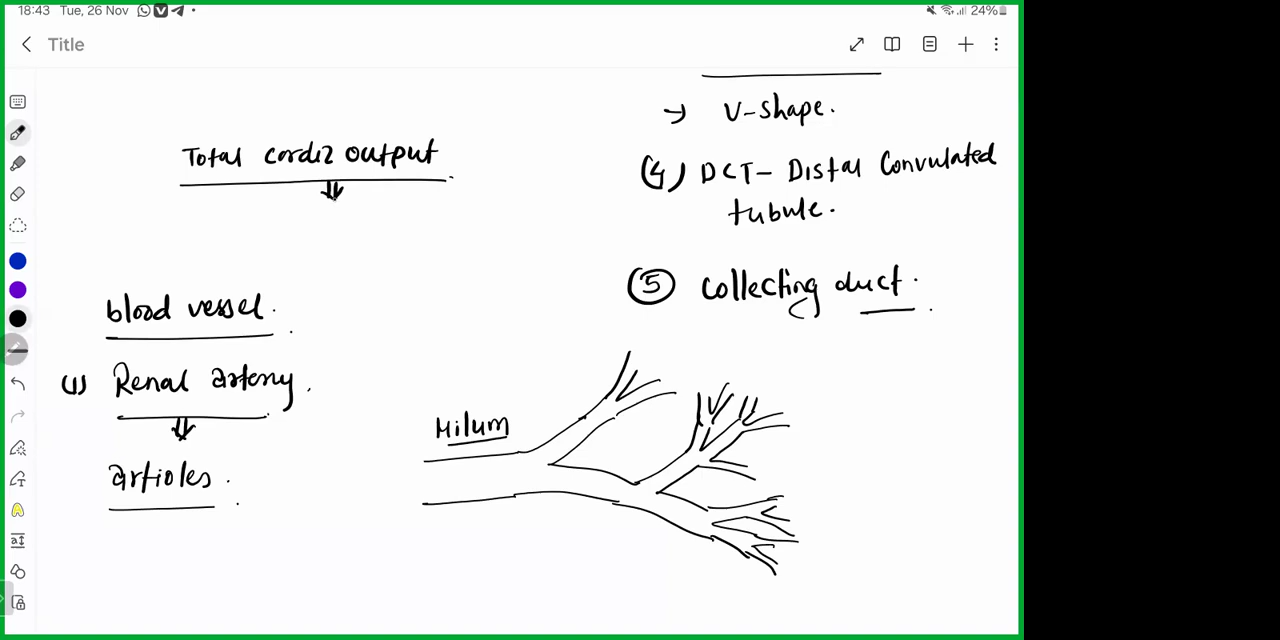 18:43 Tue, 26 Nov
24%
Title
Total cordiz output
blood vessel.
(1) Renal artery.
artioles.
Hilum
→ V-shape.
(4) DCT- Distal Convulated
tubule.
(5) Collecting duct.